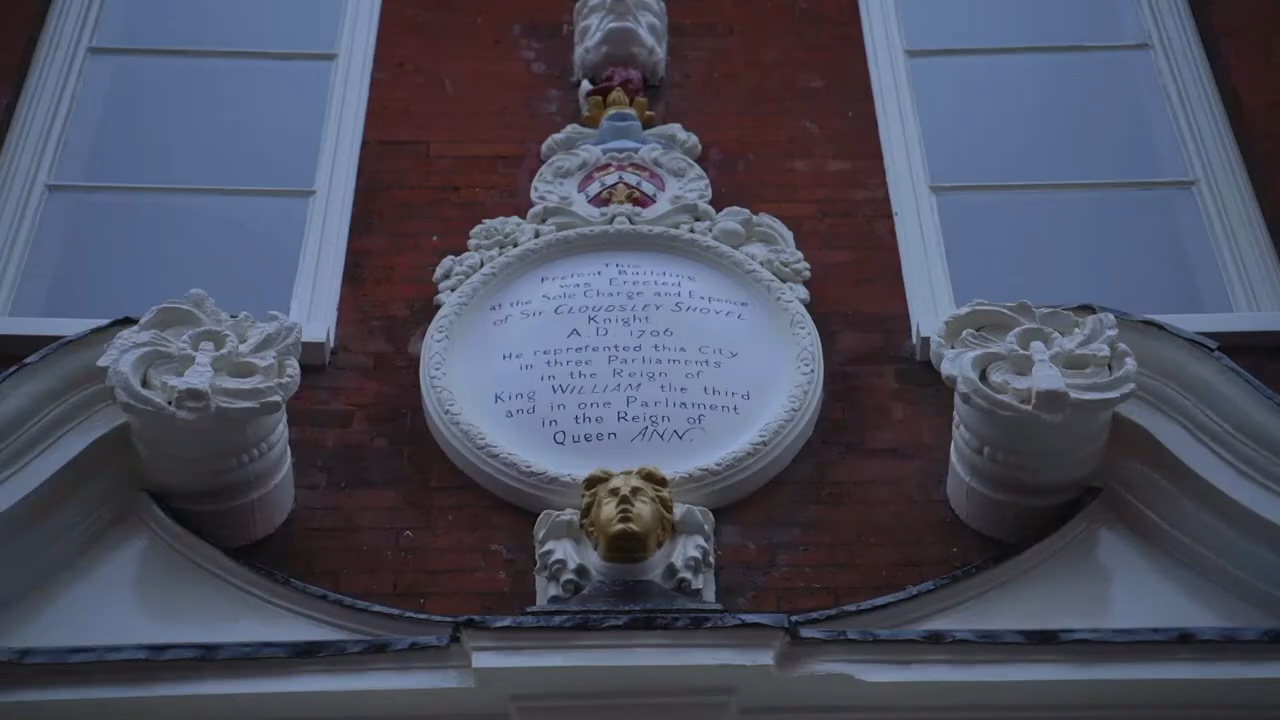 This
Prefent Building
was Erected
at the Sole Charge and Expence
of Sir CLOUDSLEY SHOVEL
Knight
A.D. 1706
He reprefented this City
in three Parliaments
in the Reign of
King WILLIAM the third
and in one Parliament
in the Reign of
Queen ANN.